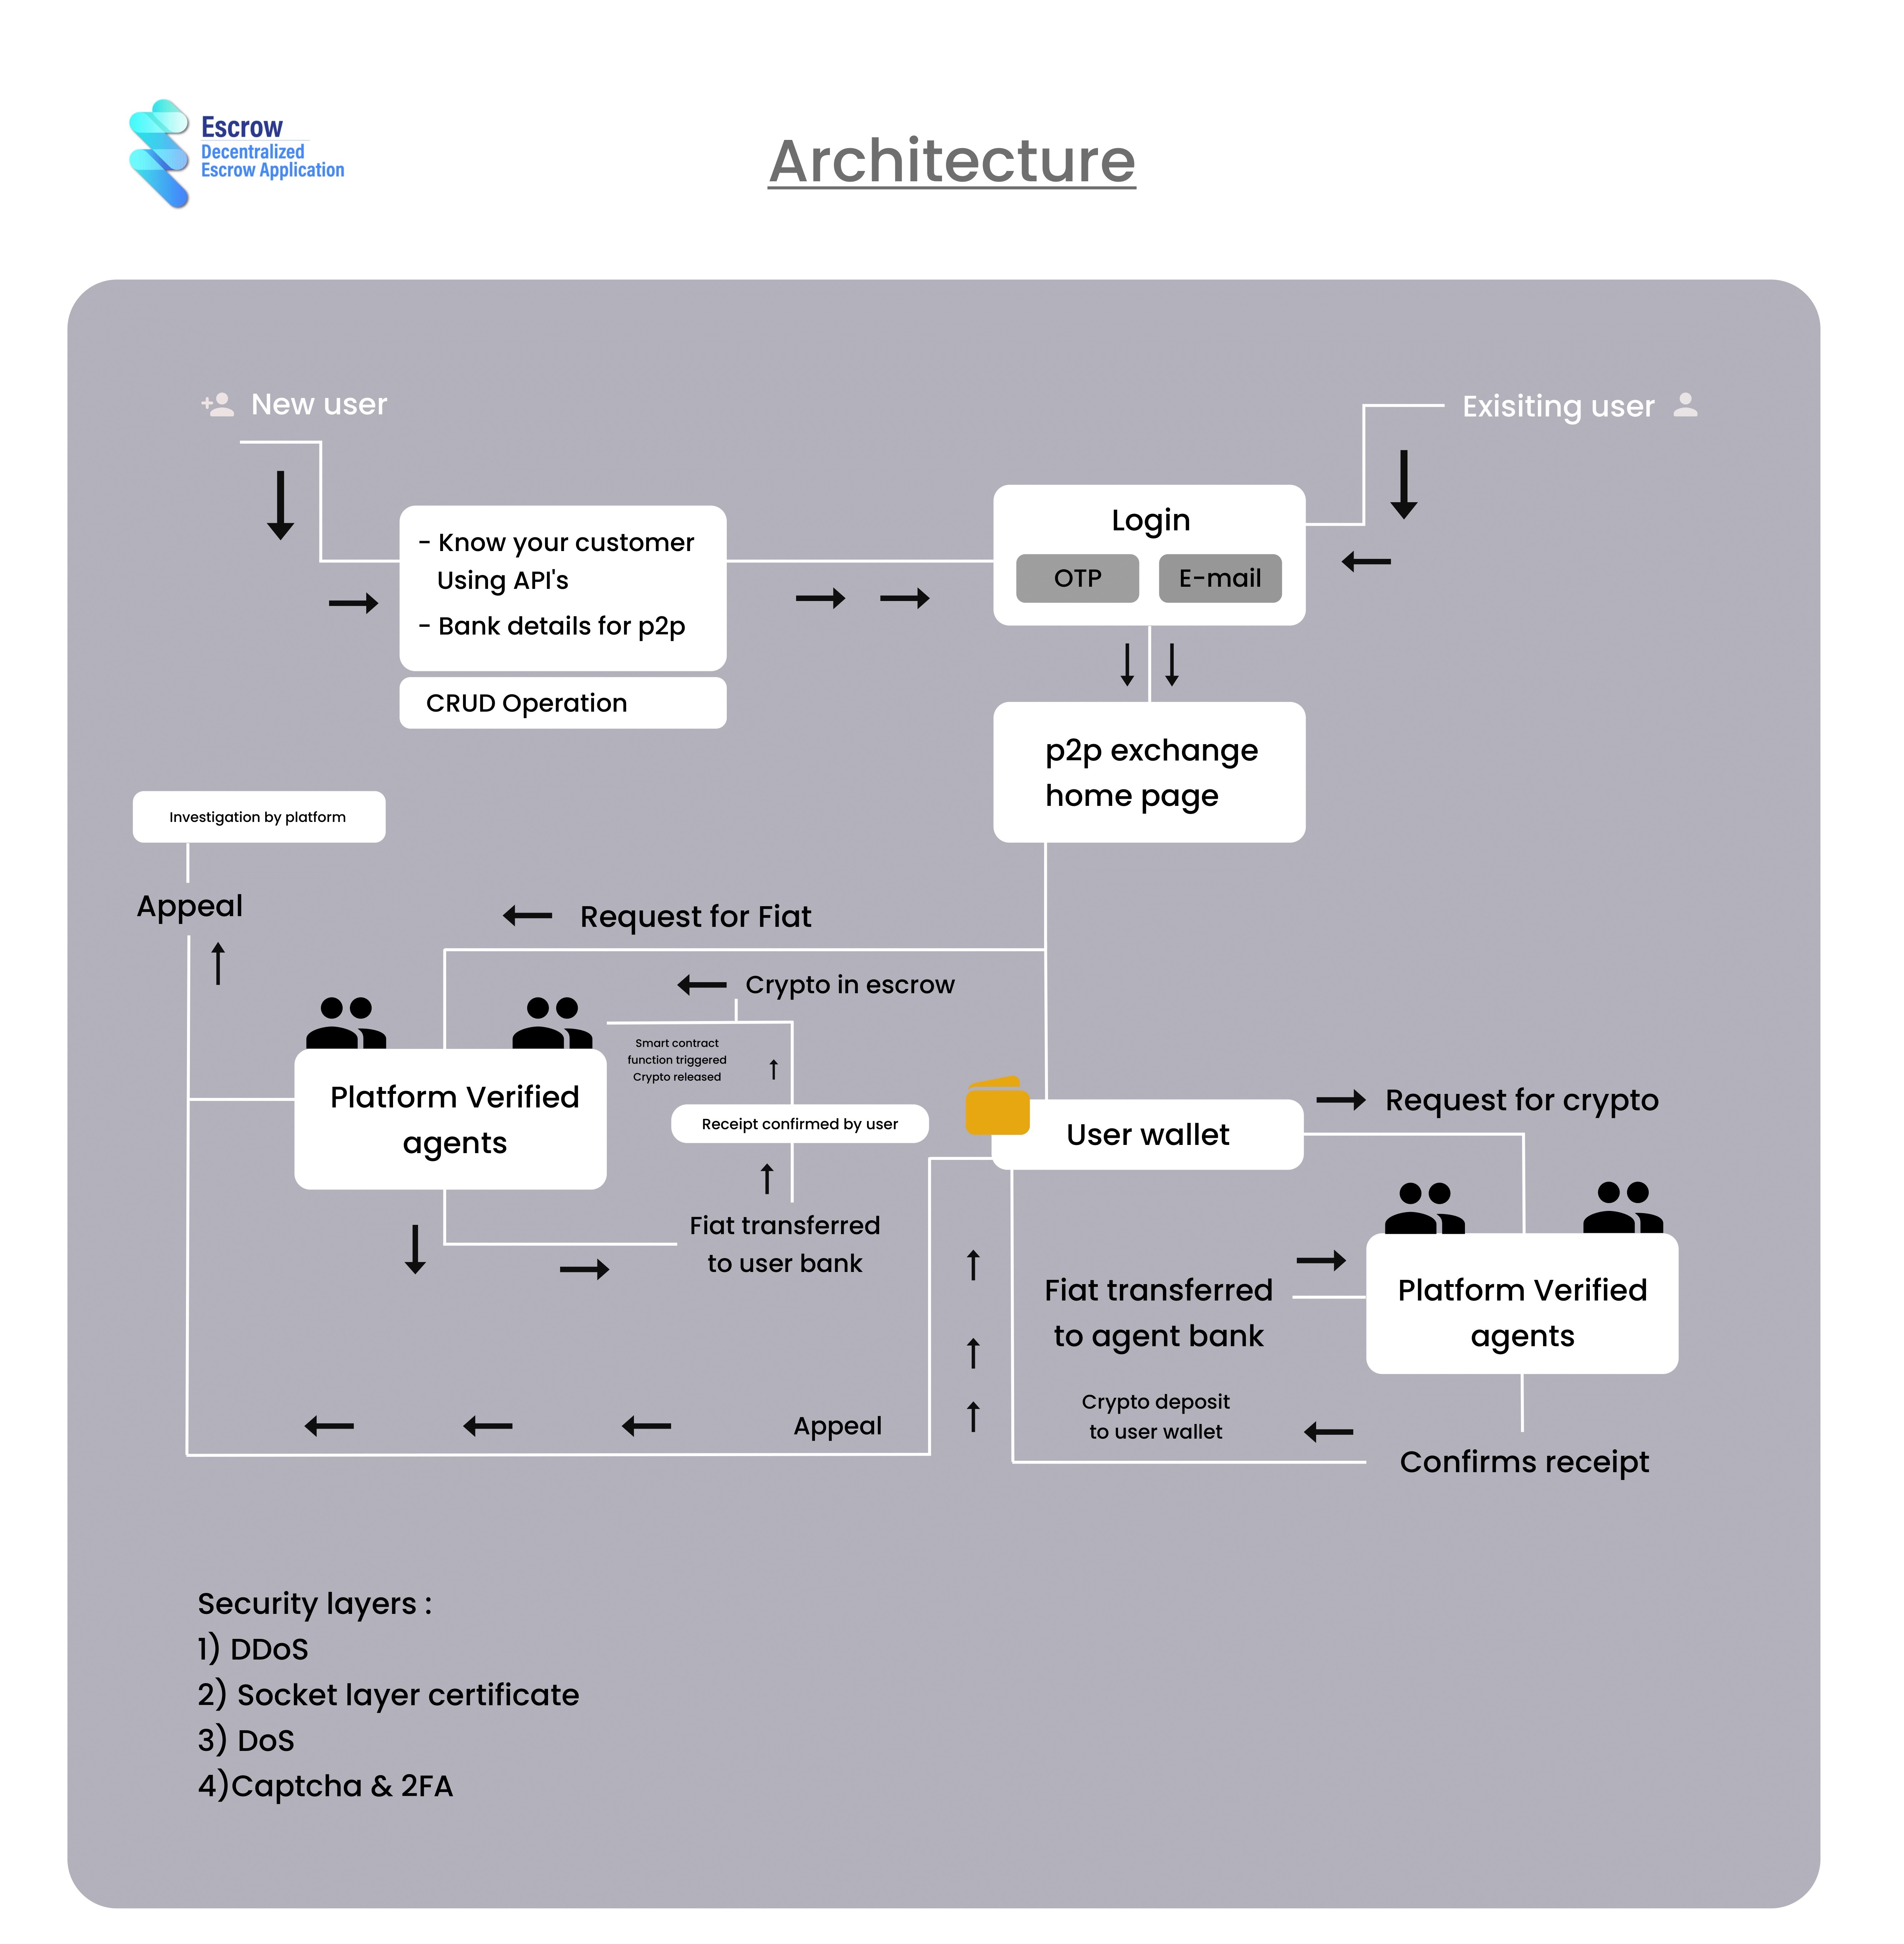 Escrow
Decentralized
Escrow Application
Architecture
New user
Exisiting user
- Know your customer
Using API's
- Bank details for p2p
CRUD Operation
Login
OTP
E-mail
p2p exchange
home page
Investigation by platform
Appeal
Request for Fiat
Crypto in escrow
Smart contract
function triggered
Crypto released
Platform Verified
agents
Receipt confirmed by user
Fiat transferred
to user bank
User wallet
Request for crypto
Fiat transferred
to agent bank
Platform Verified
agents
Crypto deposit
to user wallet
Appeal
Confirms receipt
Security layers :
1) DDoS
2) Socket layer certificate
3) DoS
4)Captcha & 2FA